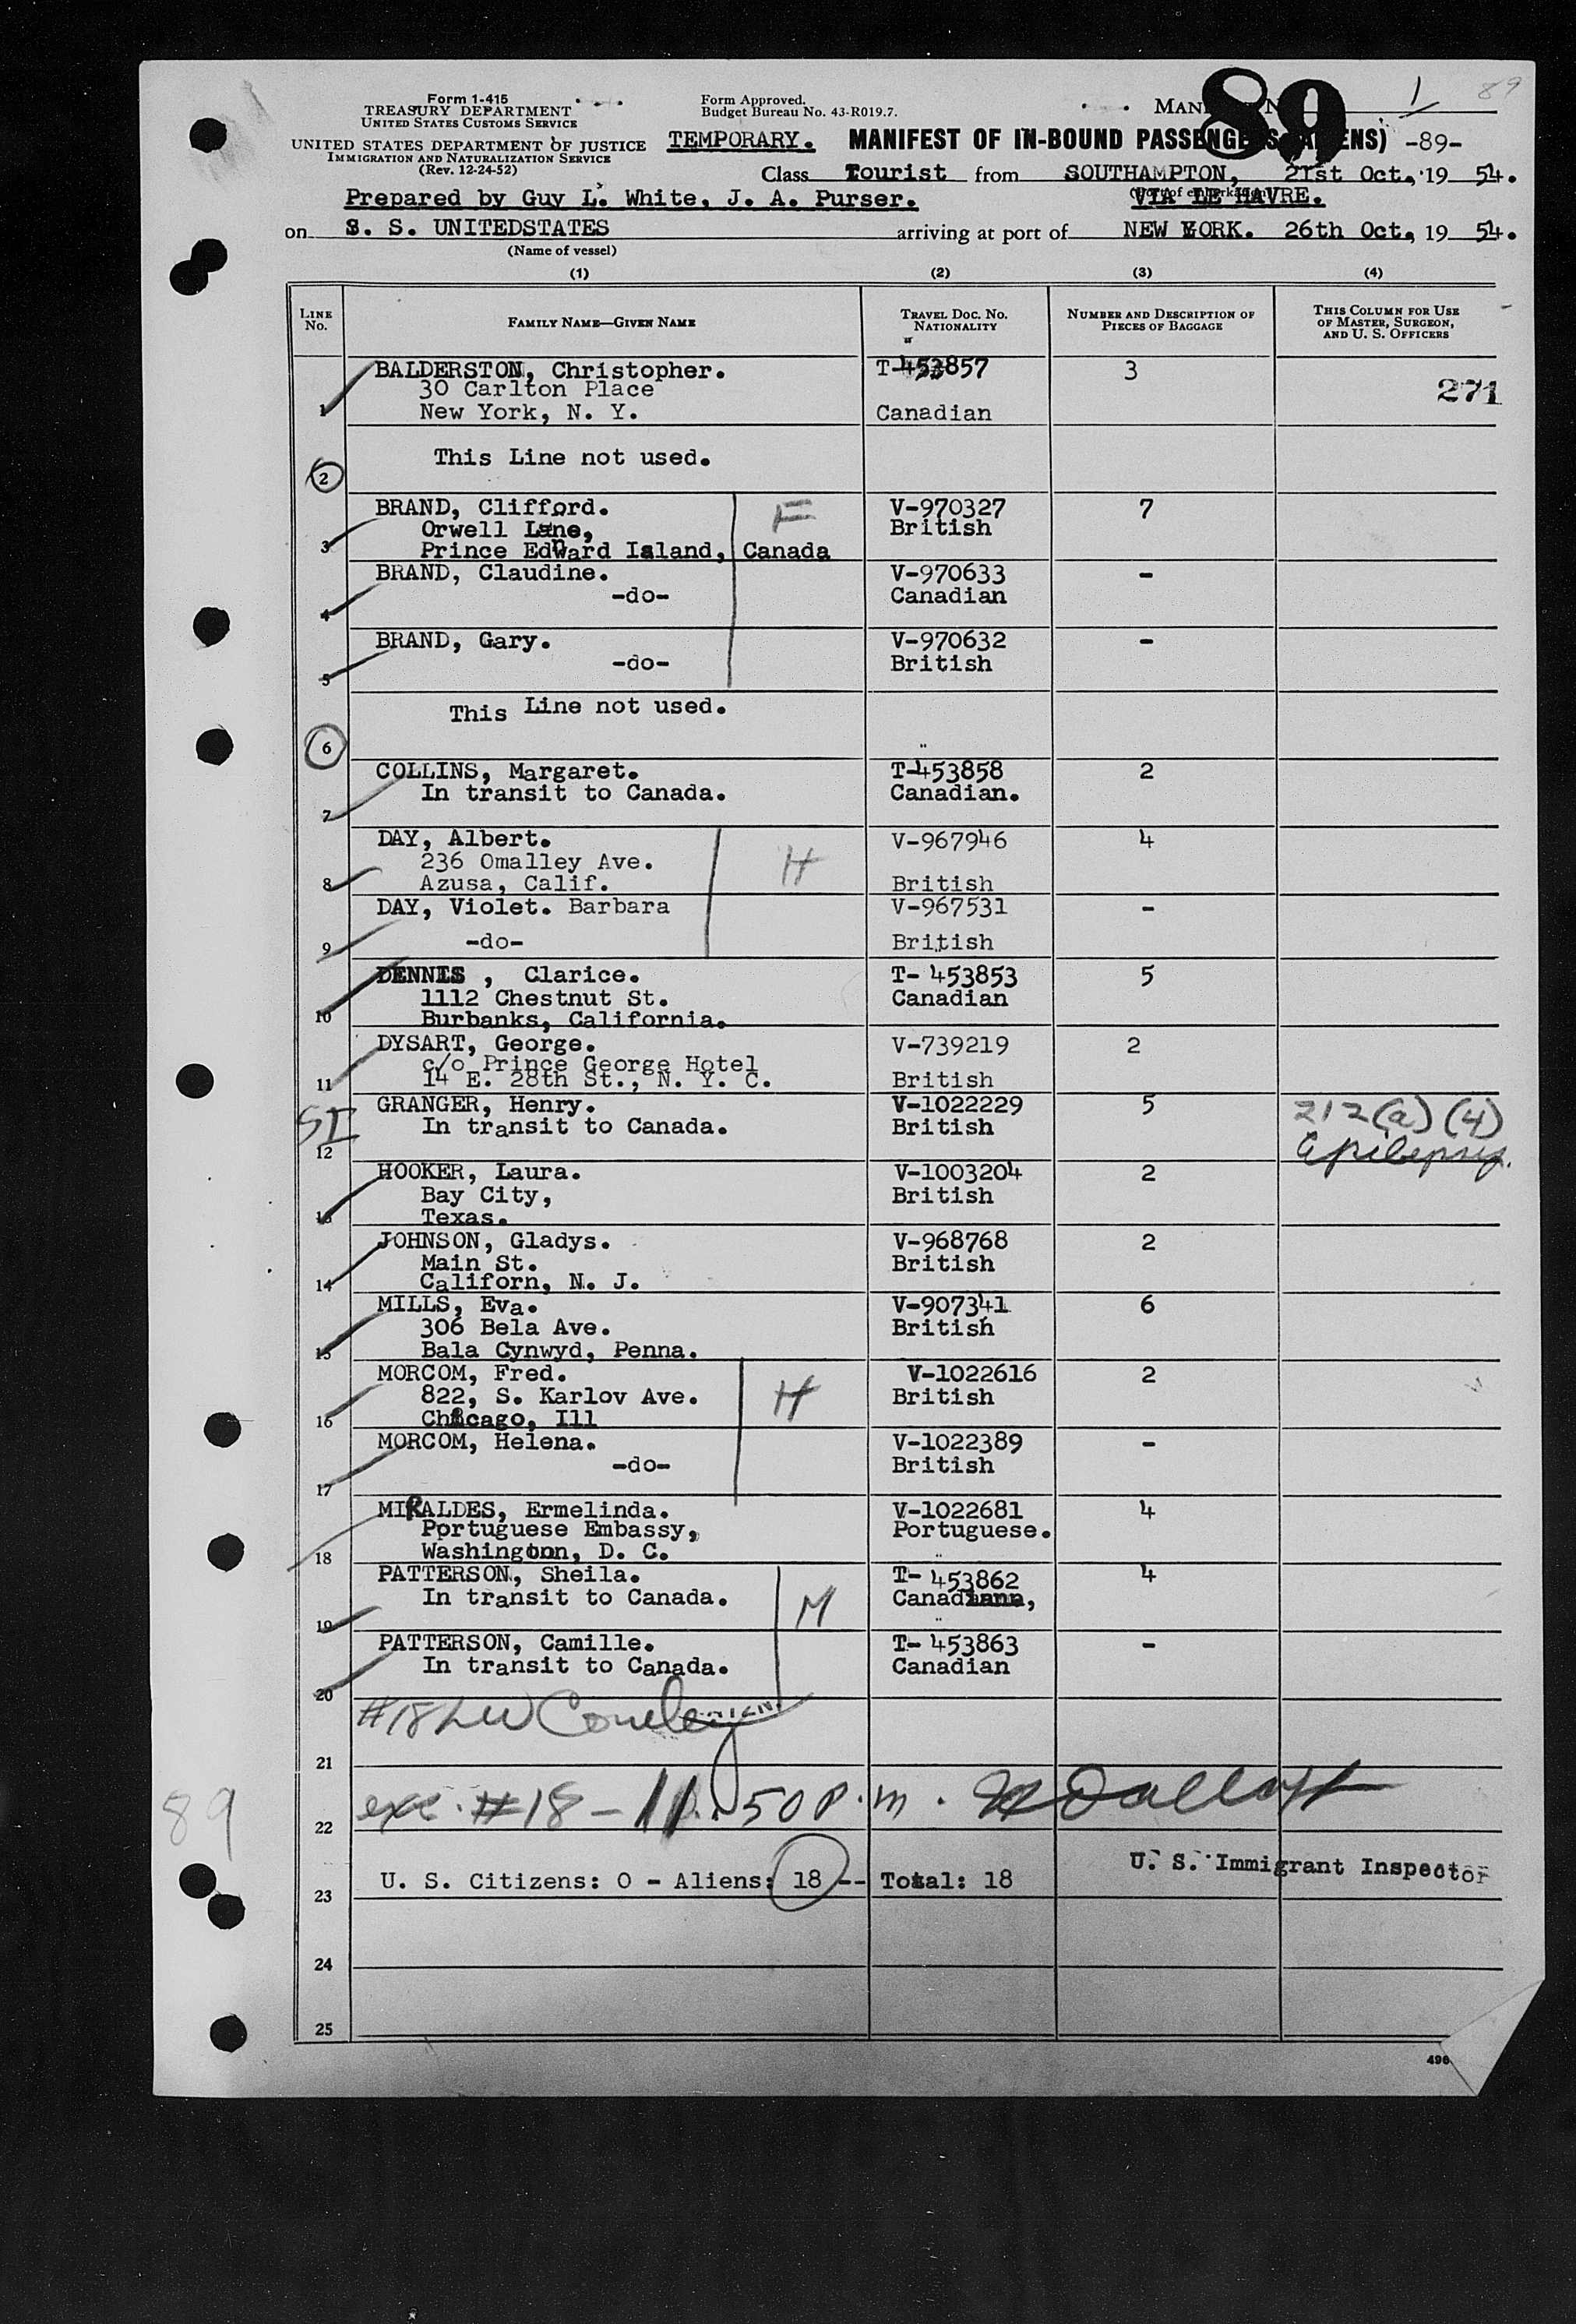 Form 1-415
TREASURY DEPARTMENT
UNITED STATES CUSTOMS SERVICE
UNITED STATES DEPARTMENT OF JUSTICE
IMMIGRATION AND NATURALIZATION SERVICE
(Rev. 12-24-52)
Form Approved.
Budget Bureau No. 43-R019.7.
89
1
89
TEMPORARY. MANIFEST OF IN-BOUND PASSENGERS (ALIENS) -89-
Class Tourist from SOUTHAMPTON, 21st Oct., 19 54.
Prepared by Guy L. White, J. A. Purser. VIA LE HAVRE.
on S. S. UNITEDSTATES arriving at port of NEW YORK. 26th Oct, 19 54.
(Name of vessel)
(1) (2) (3) (4)
LINE No. FAMILY NAME—GIVEN NAME TRAVEL DOC. NO. NATIONALITY NUMBER AND DESCRIPTION OF PIECES OF BAGGAGE THIS COLUMN FOR USE OF MASTER, SURGEON, AND U. S. OFFICERS
BALDERSTON, Christopher. T-453857 3
30 Carlton Place 271
1 New York, N. Y. Canadian
This Line not used.
2
BRAND, Clifford. F V-970327 7
Orwell Lane, British
3 Prince Edward Island, Canada
BRAND, Claudine. V-970633 -
-do- Canadian
4
BRAND, Gary. V-970632 -
-do- British
5
This Line not used.
6
COLLINS, Margaret. T-453858 2
In transit to Canada. Canadian.
7
DAY, Albert. V-967946 4
236 Omalley Ave. H
8 Azusa, Calif. British
DAY, Violet. Barbara V-967531 -
9 -do- British
DENNIS , Clarice. T- 453853 5
1112 Chestnut St. Canadian
10 Burbanks, California.
DYSART, George. V-739219 2
c/o Prince George Hotel
11 14 E. 28th St., N. Y. C. British
GRANGER, Henry. V-1022229 5 212(a)(4)
SI In transit to Canada. British Epilepsy.
12
HOOKER, Laura. V-1003204 2
Bay City, British
13 Texas.
JOHNSON, Gladys. V-968768 2
Main St. British
14 Californ, N. J.
MILLS, Eva. V-907341 6
306 Bela Ave. British
15 Bala Cynwyd, Penna.
MORCOM, Fred. V-1022616 2
822, S. Karlov Ave. H British
16 Chicago, Ill
MORCOM, Helena. V-1022389 -
-do- British
17
MIRALDES, Ermelinda. V-1022681 4
Portuguese Embassy, Portuguese.
18 Washington, D. C.
PATTERSON, Sheila. T- 453862 4
In transit to Canada. M
19
PATTERSON, Camille. T- 453863 -
In transit to Canada. Canadian
20
#18
21
exc. #18 - 11:50 P.m.
22
89
U. S. Immigrant Inspector
U. S. Citizens: 0 - Aliens: 18 -- Total: 18
23
24
25
496